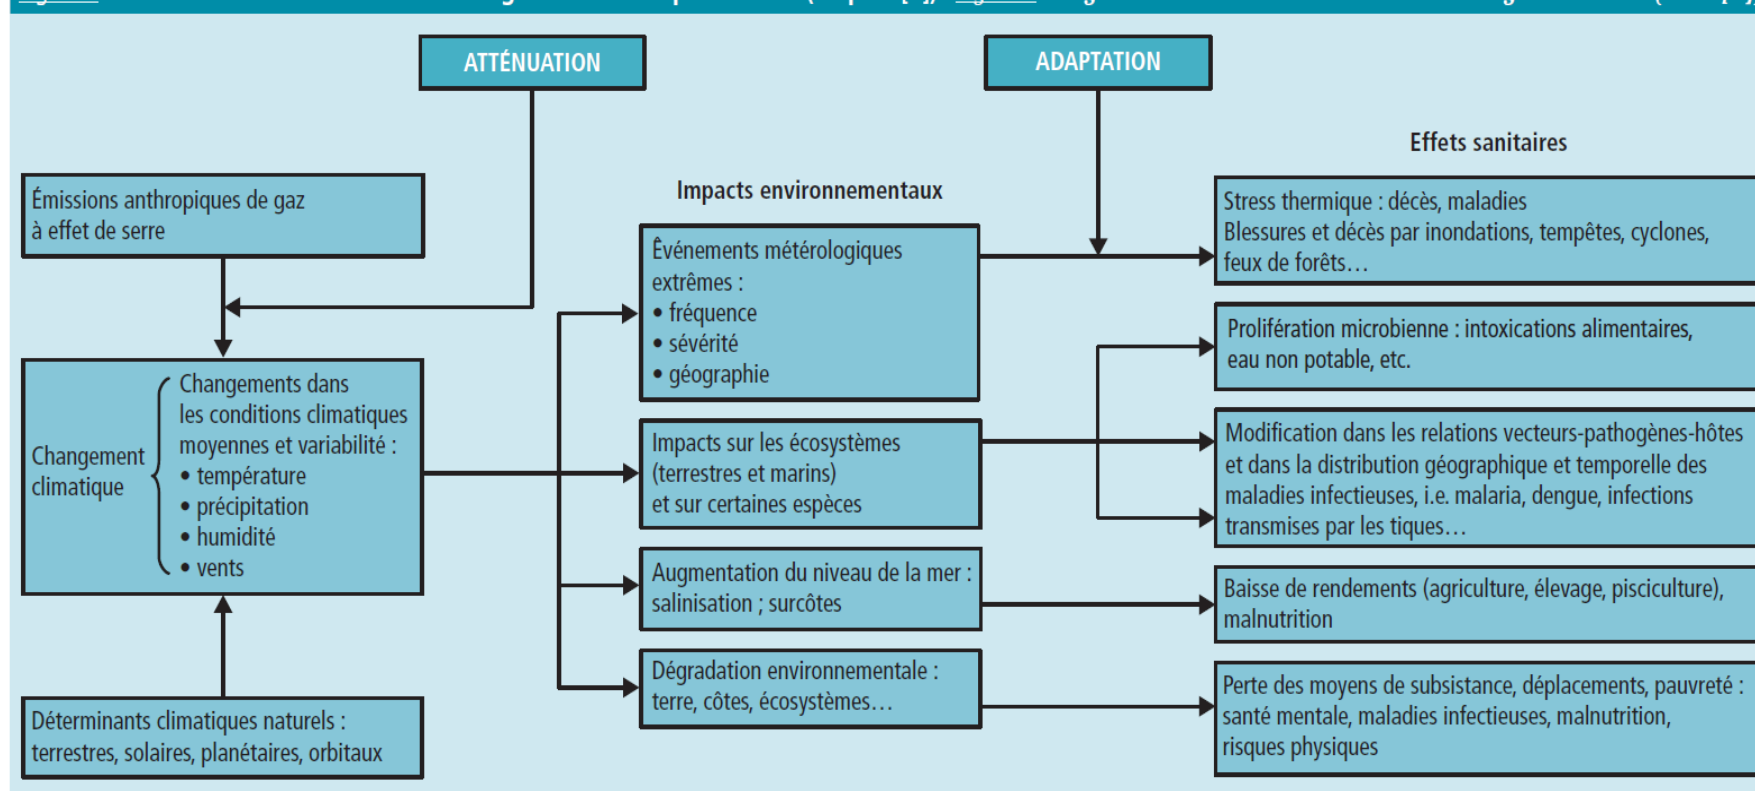 ATTÉNUATION
ADAPTATION
Effets sanitaires
Impacts environnementaux
Émissions anthropiques de gaz
à effet de serre
Changement
climatique
Changements dans
les conditions climatiques
moyennes et variabilité :
• température
• précipitation
• humidité
• vents
Déterminants climatiques naturels :
terrestres, solaires, planétaires, orbitaux
Êvénements métérologiques
extrêmes :
• fréquence
• sévérité
• géographie
Impacts sur les écosystèmes
(terrestres et marins)
et sur certaines espèces
Augmentation du niveau de la mer :
salinisation ; surcôtes
Dégradation environnementale :
terre, côtes, écosystèmes…
Stress thermique : décès, maladies
Blessures et décès par inondations, tempêtes, cyclones,
feux de forêts…
Prolifération microbienne : intoxications alimentaires,
eau non potable, etc.
Modification dans les relations vecteurs-pathogènes-hôtes
et dans la distribution géographique et temporelle des
maladies infectieuses, i.e. malaria, dengue, infections
transmises par les tiques…
Baisse de rendements (agriculture, élevage, pisciculture),
malnutrition
Perte des moyens de subsistance, déplacements, pauvreté :
santé mentale, maladies infectieuses, malnutrition,
risques physiques